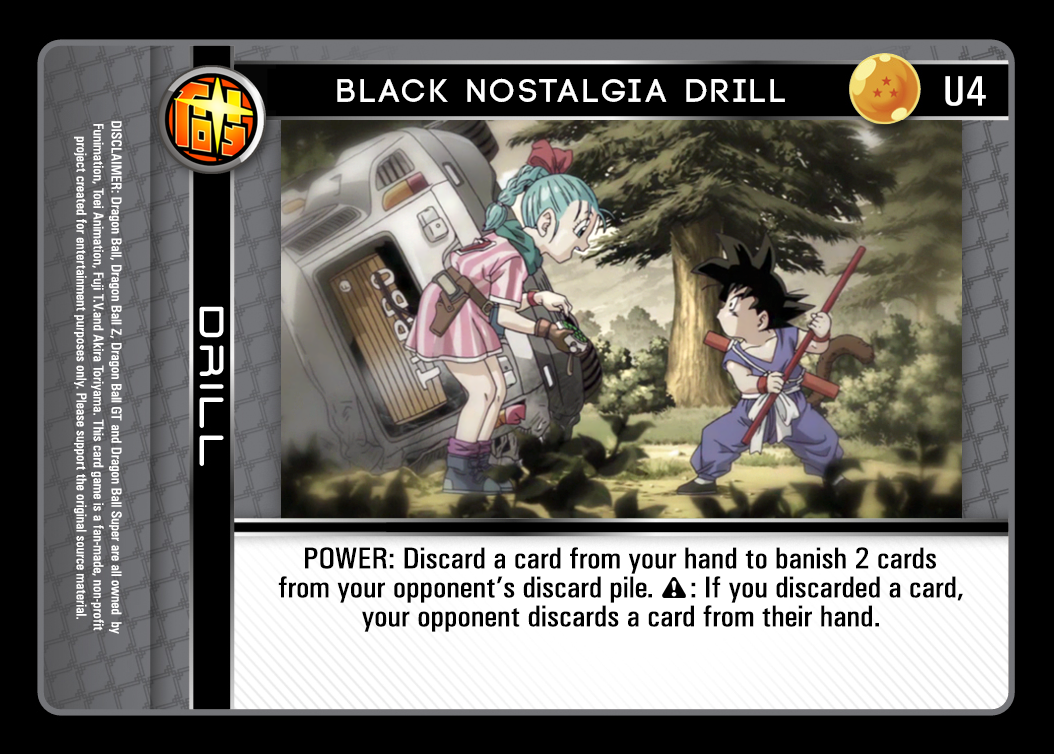 BLACK NOSTALGIA DRILL
U4
DRILL
POWER: Discard a card from your hand to banish 2 cards
from your opponent's discard pile. ⚠: If you discarded a card,
your opponent discards a card from their hand.
DISCLAIMER: Dragon Ball, Dragon Ball Z, Dragon Ball GT and Dragon Ball Super are all owned by
Funimation, Toei Animation, Fuji T.V.and Akira Toriyama. This card game is a fan-made, non-profit
project created for entertainment purposes only. Please support the original source material.